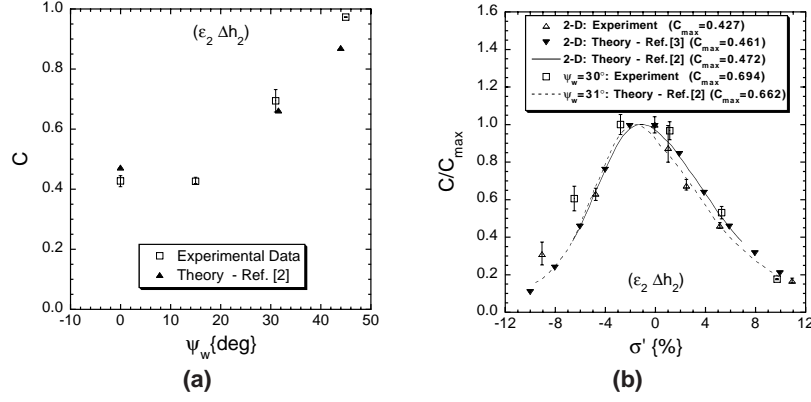 1.0
0.8
0.6
0.4
0.2
0.0
C
(ε₂ Δh₂)
Experimental Data
Theory - Ref. [2]
-10 0 10 20 30 40 50
ψw{deg}
(a)
1.6
1.4
1.2
1.0
0.8
0.6
0.4
0.2
0.0
C/Cmax
2-D: Experiment (Cmax=0.427)
2-D: Theory - Ref.[3] (Cmax=0.461)
2-D: Theory - Ref.[2] (Cmax=0.472)
ψw=30°: Experiment (Cmax=0.694)
ψw=31°: Theory - Ref.[2] (Cmax=0.662)
(ε₂ Δh₂)
-12 -8 -4 0 4 8 12
σ' {%}
(b)